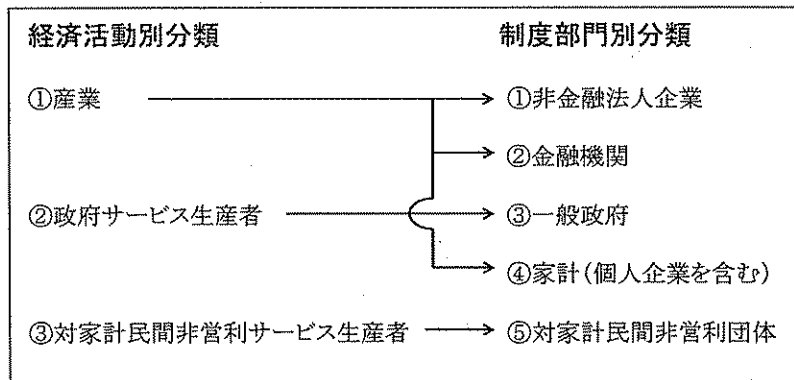 経済活動別分類 制度部門別分類
①産業 ①非金融法人企業
②金融機関
②政府サービス生産者 ③一般政府
④家計(個人企業を含む)
③対家計民間非営利サービス生産者 ⑤対家計民間非営利団体